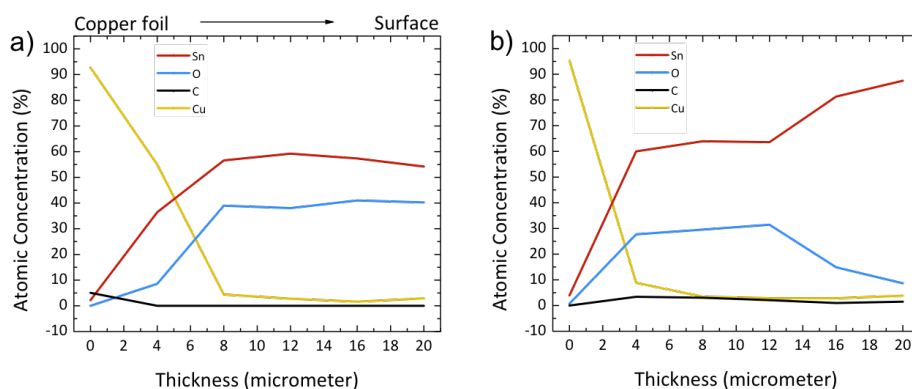 Copper foil Surface
a)
100
90
80
70
60
50
40
30
20
10
0
-10
Atomic Concentration (%)
Sn
O
C
Cu
0 2 4 6 8 10 12 14 16 18 20
Thickness (micrometer)
b)
100
90
80
70
60
50
40
30
20
10
0
-10
Atomic Concentration (%)
Sn
O
C
Cu
0 2 4 6 8 10 12 14 16 18 20
Thickness (micrometer)